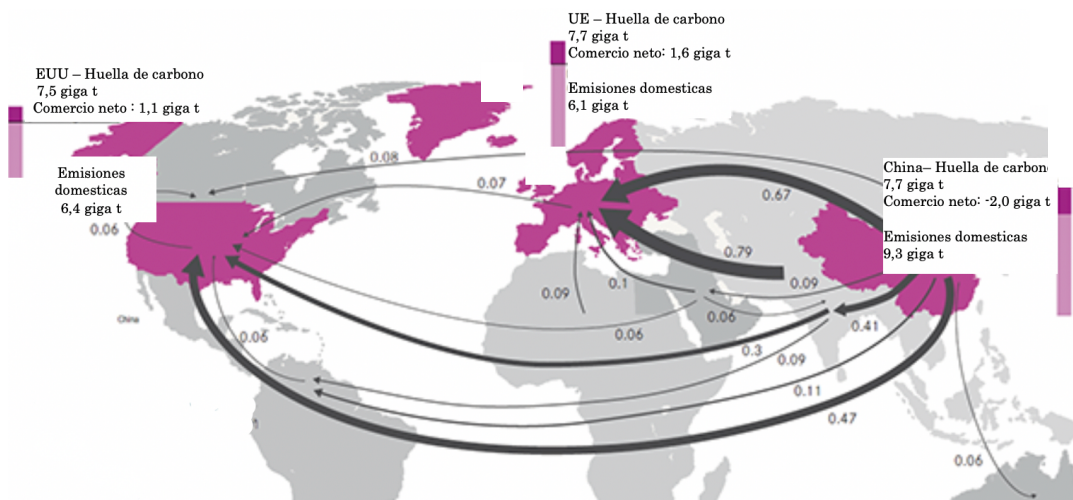 UE – Huella de carbono
7,7 giga t
Comercio neto: 1,6 giga t
Emisiones domesticas
6,1 giga t
EUU – Huella de carbono
7,5 giga t
Comercio neto : 1,1 giga t
Emisiones
domesticas
6,4 giga t
China– Huella de carbono
7,7 giga t
Comercio neto: -2,0 giga t
Emisiones domesticas
9,3 giga t
0.08
0.07
0.67
0.06
0.79
0.09
0.1
0.09
0.06
0.06
0.41
China
0.06
0.3
0.09
0.11
0.47
0.06